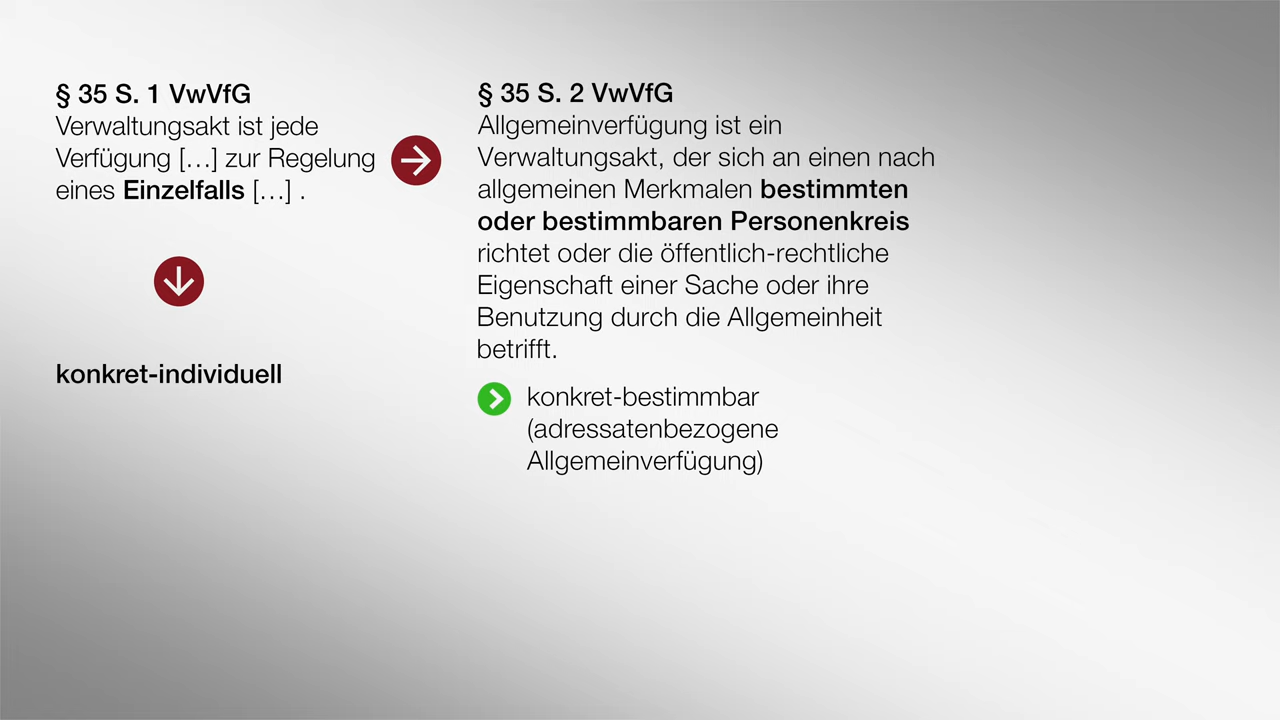 § 35 S. 1 VwVfG
Verwaltungsakt ist jede
Verfügung […] zur Regelung
eines Einzelfalls […] .
konkret-individuell
§ 35 S. 2 VwVfG
Allgemeinverfügung ist ein
Verwaltungsakt, der sich an einen nach
allgemeinen Merkmalen bestimmten
oder bestimmbaren Personenkreis
richtet oder die öffentlich-rechtliche
Eigenschaft einer Sache oder ihre
Benutzung durch die Allgemeinheit
betrifft.
konkret-bestimmbar
(adressatenbezogene
Allgemeinverfügung)